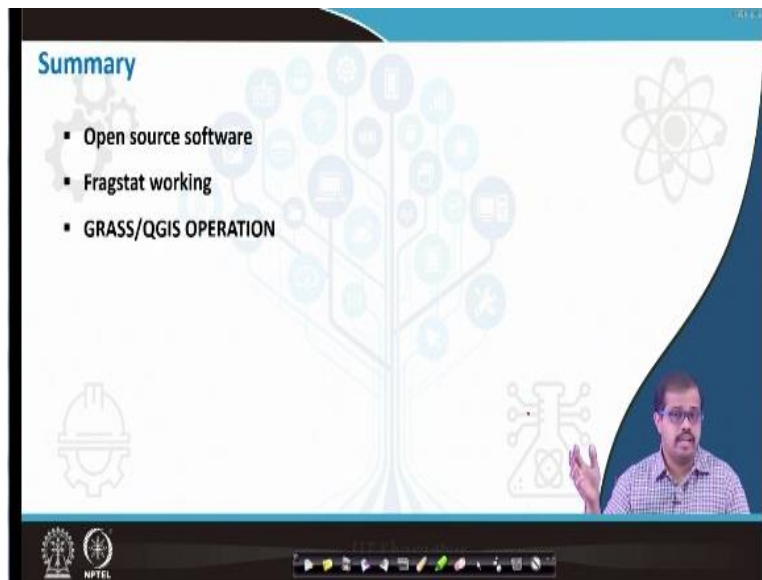 Summary
▪ Open source software
▪ Fragstat working
▪ GRASS/QGIS OPERATION
NPTEL